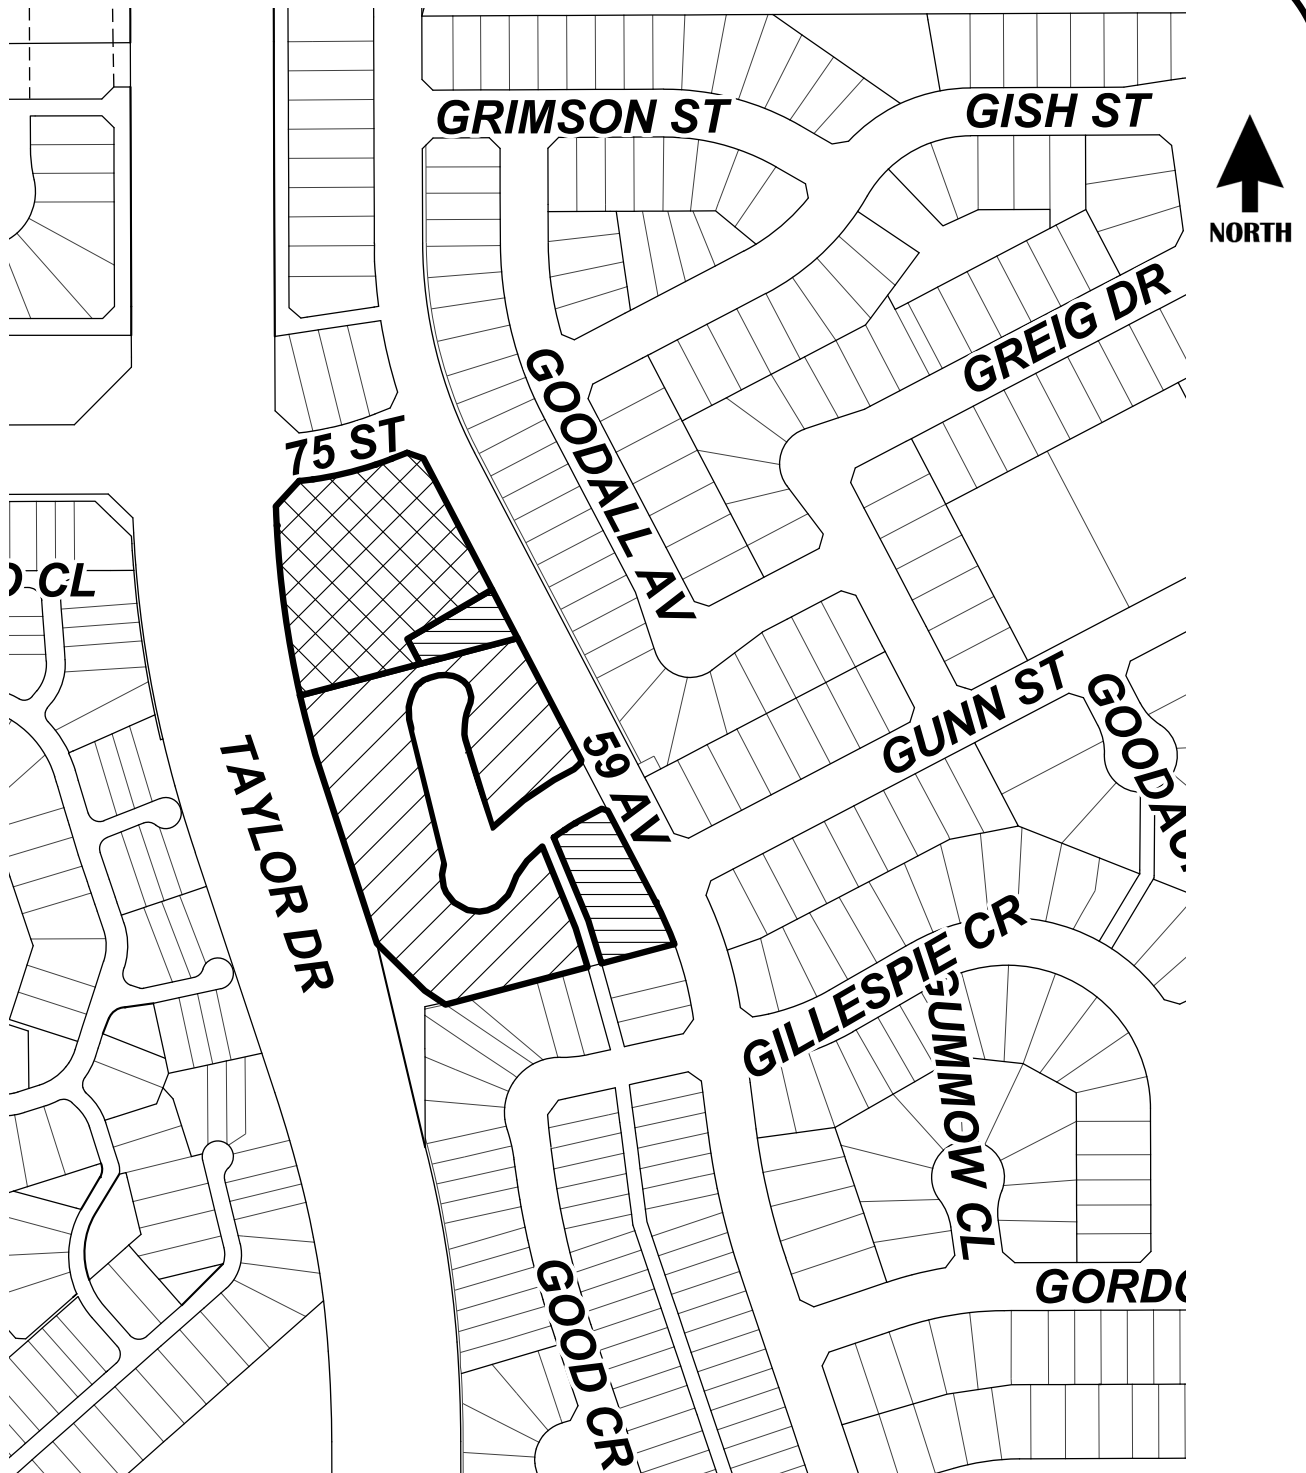 GRIMSON ST
GISH ST
NORTH
GREIG DR
GOODALL AV
75 ST
CL
GUNN ST
59 AV
TAYLOR DR
GILLESPIE CR
GUMMOW CL
GOOD CR